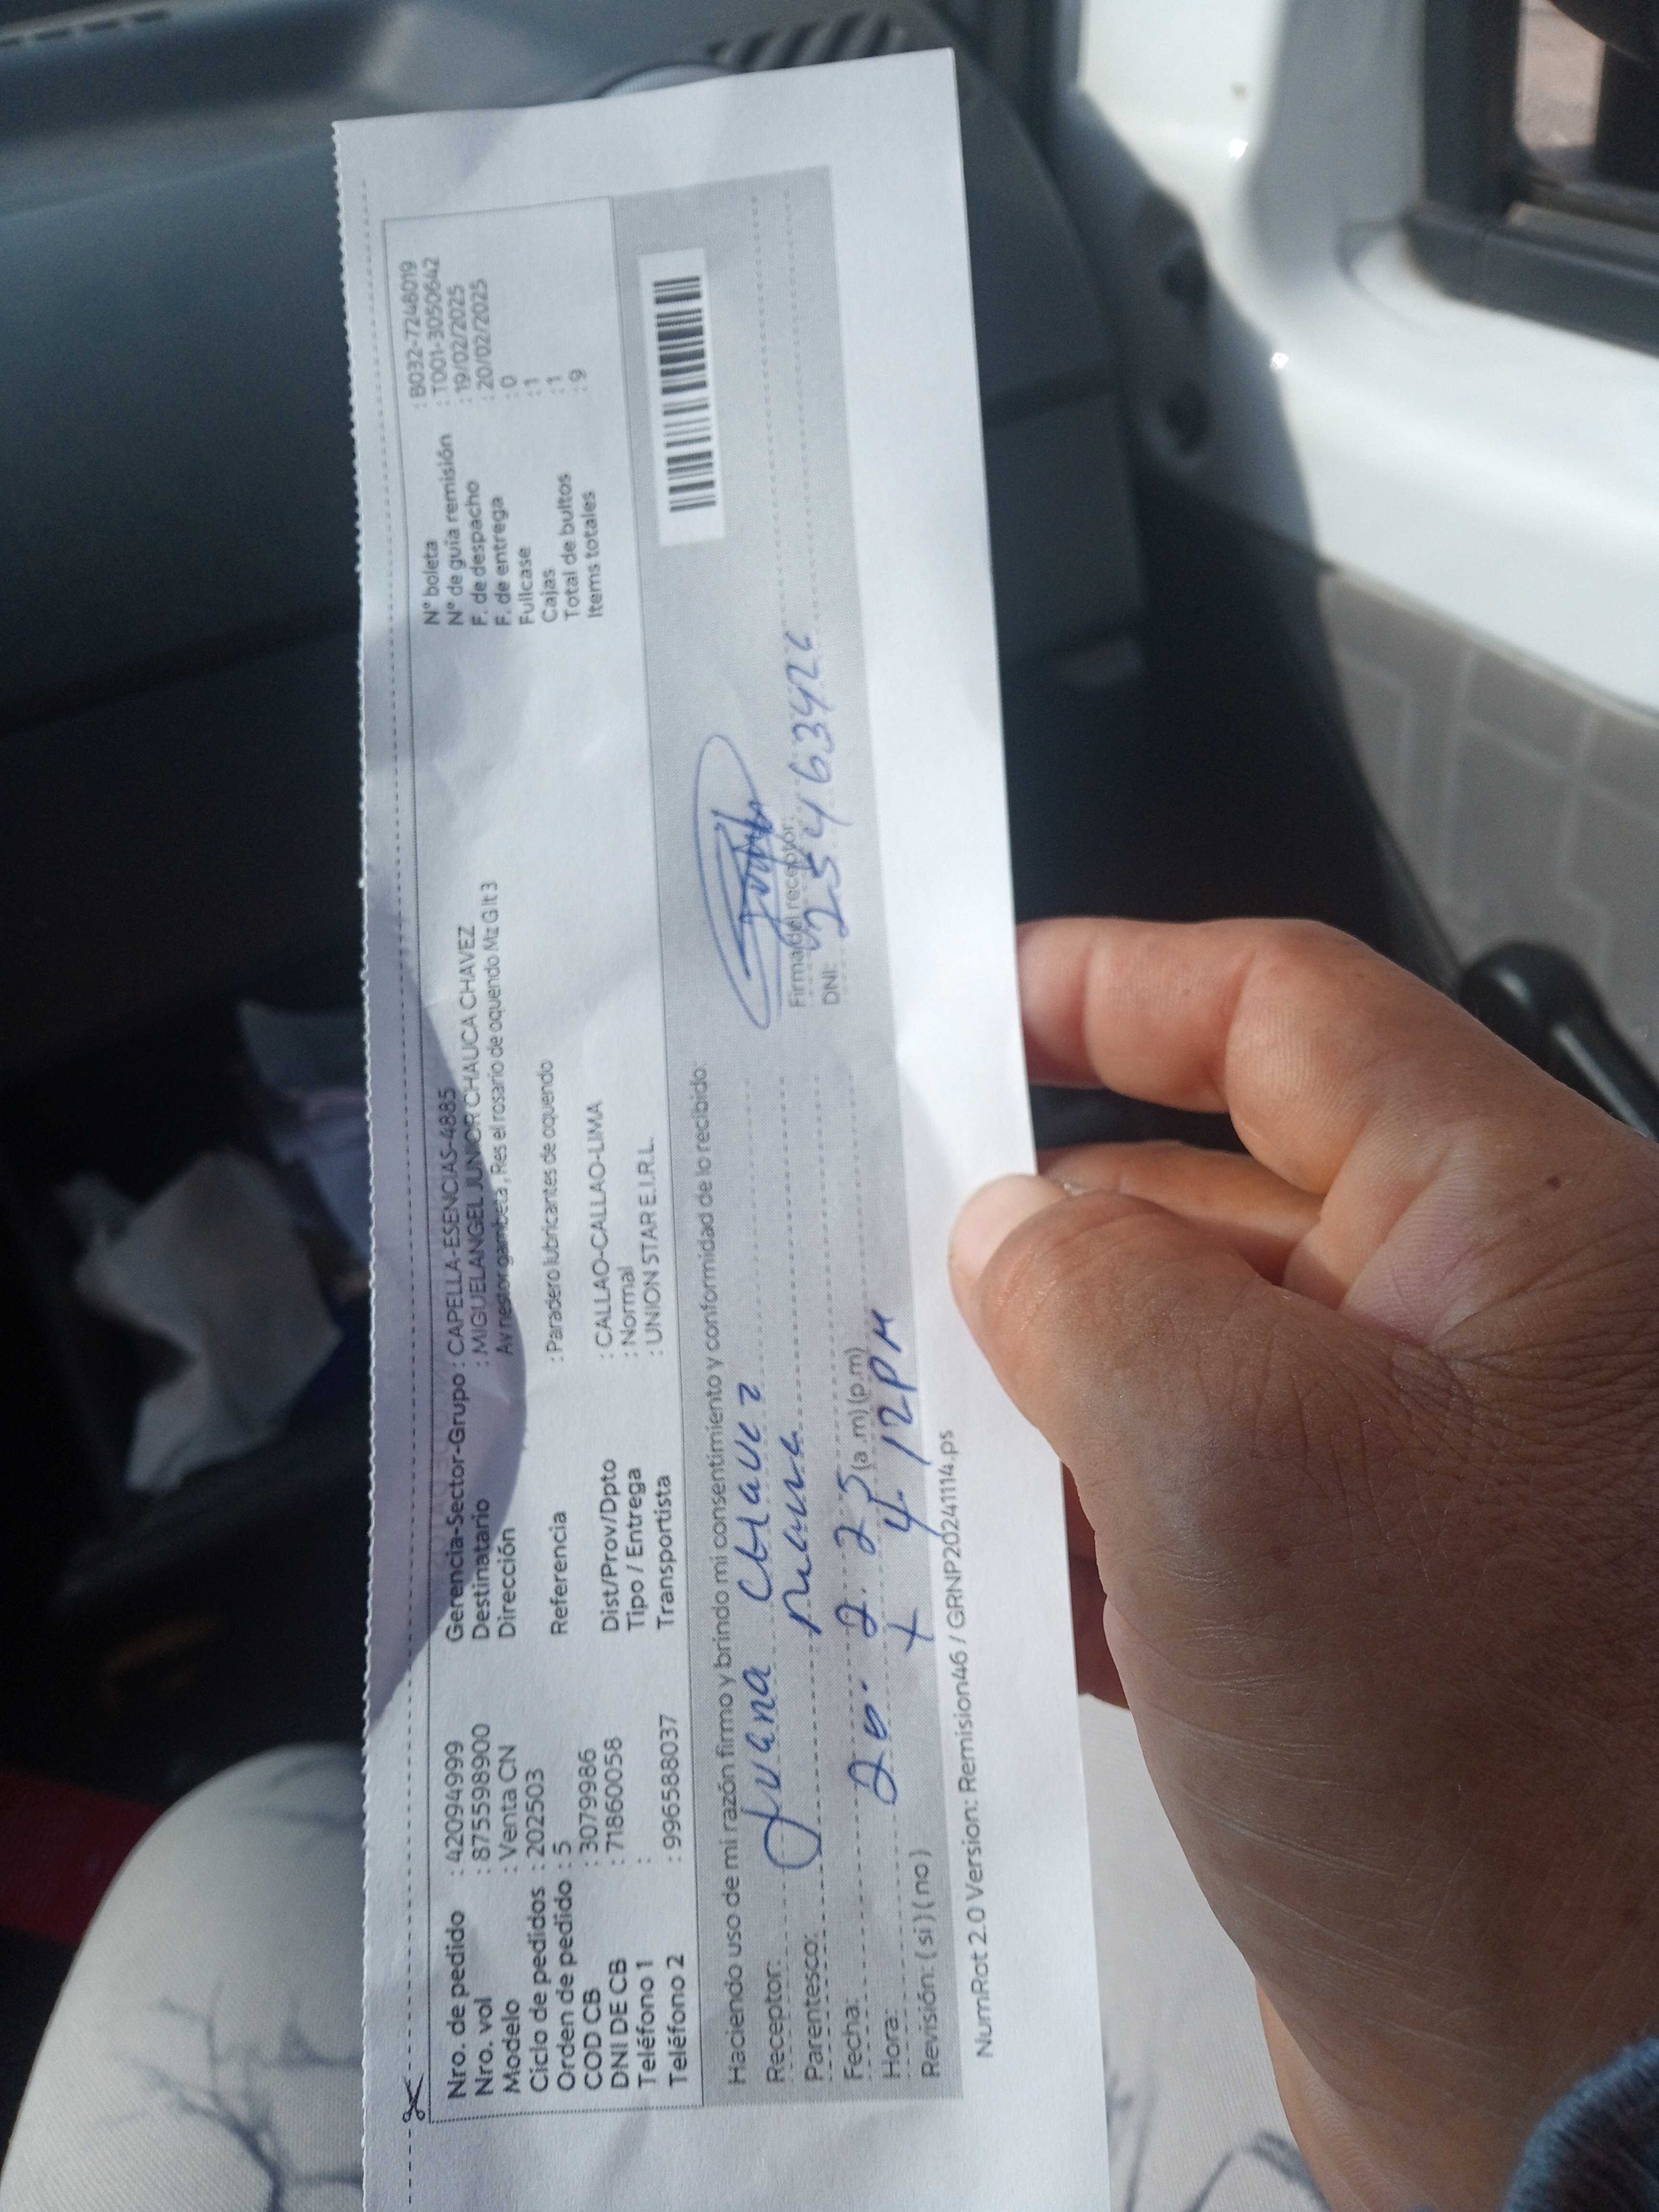 Nro. de pedido : 42094999
Nro. vol : 875598900
Modelo : Venta CN
Ciclo de pedidos : 202503
Orden de pedido : 5
COD CB : 30799986
DNI DE CB : 71860058
Teléfono 1 :
Teléfono 2 : 996588037
Gerencia-Sector-Grupo : CAPELLA-ESENCIAS-4885
Destinatario : MIGUELANGEL JUNIOR CHAUCA CHAVEZ
Dirección Av nestor gambeta , Res el rosario de oquendo Mz G lt 3
Referencia : Paradero lubricantes de oquendo
Dist/Prov/Dpto : CALLAO-CALLAO-LIMA
Tipo / Entrega : Normal
Transportista : UNION STAR E.I.R.L.
N° boleta : B032-7248019
N° de guía remisión : T001-3050642
F. de despacho : 19/02/2025
F. de entrega : 20/02/2025
Fullcase : 0
Cajas : 1
Total de bultos : 1
Items totales : 9
Haciendo uso de mi razón firmo y brindo mi consentimiento y conformidad de lo recibido:
Receptor: Juana Chavez
Parentesco: mama
Fecha: 20. 2. 25
Hora: 4.12PM (a.m) (p.m)
Revisión: ( si ) ( no )
Firma del receptor:
DNI: 25463422
NumRot 2.0 Version: Remision46 / GRNP20241114.ps